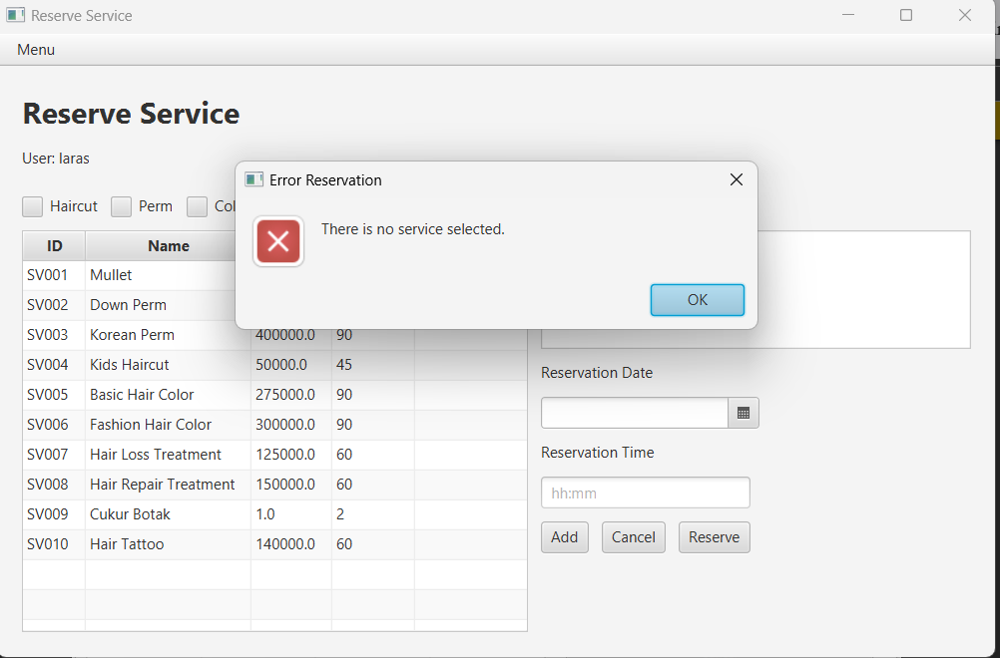 Reserve Service
Menu
Reserve Service
User: laras
Error Reservation
There is no service selected.
OK
Haircut Perm
ID Name
SV001 Mullet
SV002 Down Perm
SV003 Korean Perm 400000.0 90
SV004 Kids Haircut 50000.0 45
SV005 Basic Hair Color 275000.0 90
SV006 Fashion Hair Color 300000.0 90
SV007 Hair Loss Treatment 125000.0 60
SV008 Hair Repair Treatment 150000.0 60
SV009 Cukur Botak 1.0 2
SV010 Hair Tattoo 140000.0 60
Reservation Date
Reservation Time
hh:mm
Add Cancel Reserve